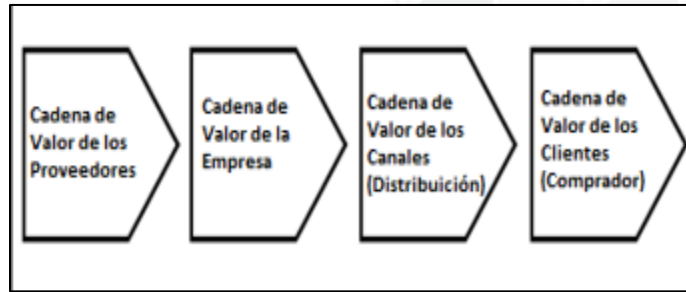 Cadena de
Valor de los
Proveedores
Cadena de
Valor de la
Empresa
Cadena de
Valor de los
Canales
(Distribuición)
Cadena de
Valor de los
Clientes
(Comprador)